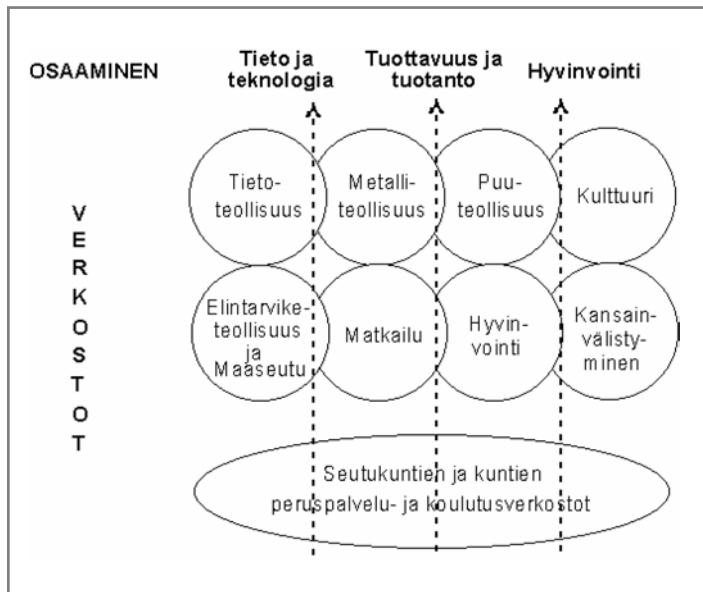 OSAAMINEN
Tieto ja
teknologia
Tuottavuus ja
tuotanto
Hyvinvointi
VERKOSTOT
Tieto-
teollisuus
Metalli-
teollisuus
Puu-
teollisuus
Kulttuuri
Elintarvike-
teollisuus
ja
Maaseutu
Matkailu
Hyvin-
vointi
Kansain-
välisty-
minen
Seutukuntien ja kuntien
peruspalvelu- ja koulutusverkostot